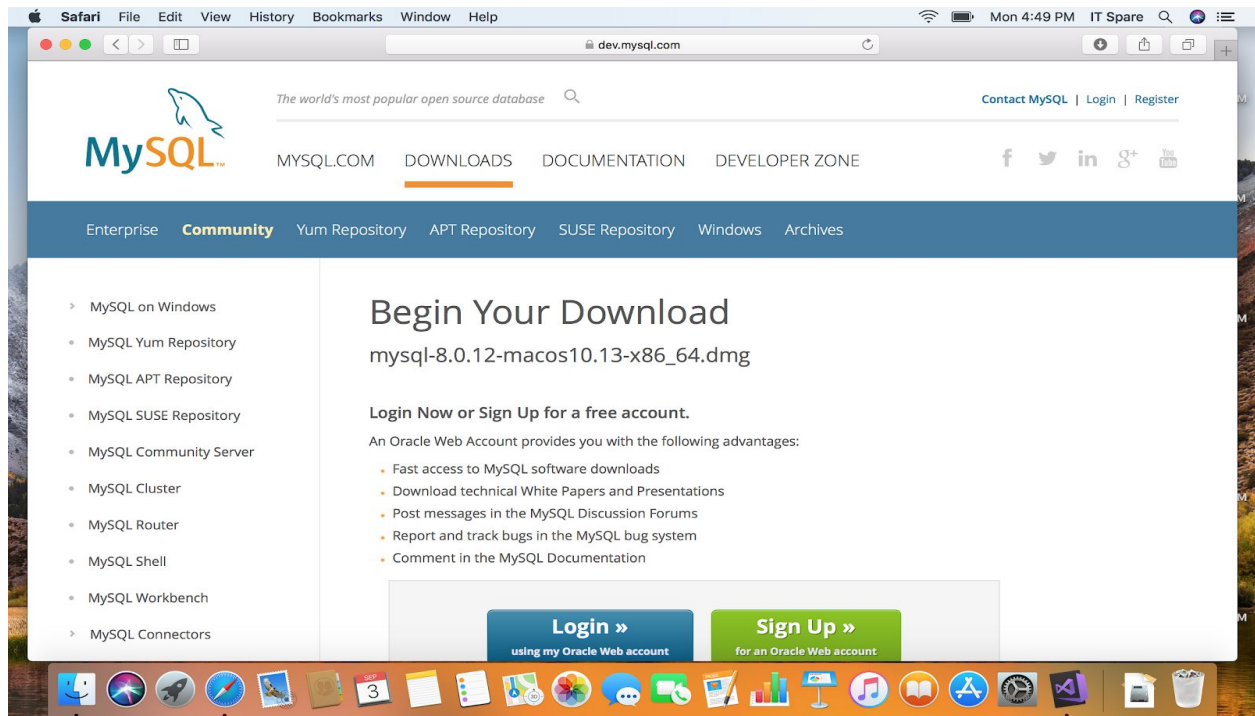 Safari File Edit View History Bookmarks Window Help Mon 4:49 PM IT Spare
dev.mysql.com
The world's most popular open source database
Contact MySQL | Login | Register
MySQL™
MYSQL.COM DOWNLOADS DOCUMENTATION DEVELOPER ZONE
f in g+ You Tube
Enterprise Community Yum Repository APT Repository SUSE Repository Windows Archives
MySQL on Windows
MySQL Yum Repository
MySQL APT Repository
MySQL SUSE Repository
MySQL Community Server
MySQL Cluster
MySQL Router
MySQL Shell
MySQL Workbench
MySQL Connectors
Begin Your Download
mysql-8.0.12-macos10.13-x86_64.dmg
Login Now or Sign Up for a free account.
An Oracle Web Account provides you with the following advantages:
Fast access to MySQL software downloads
Download technical White Papers and Presentations
Post messages in the MySQL Discussion Forums
Report and track bugs in the MySQL bug system
Comment in the MySQL Documentation
Login »
using my Oracle Web account
Sign Up »
for an Oracle Web account
SEP
3